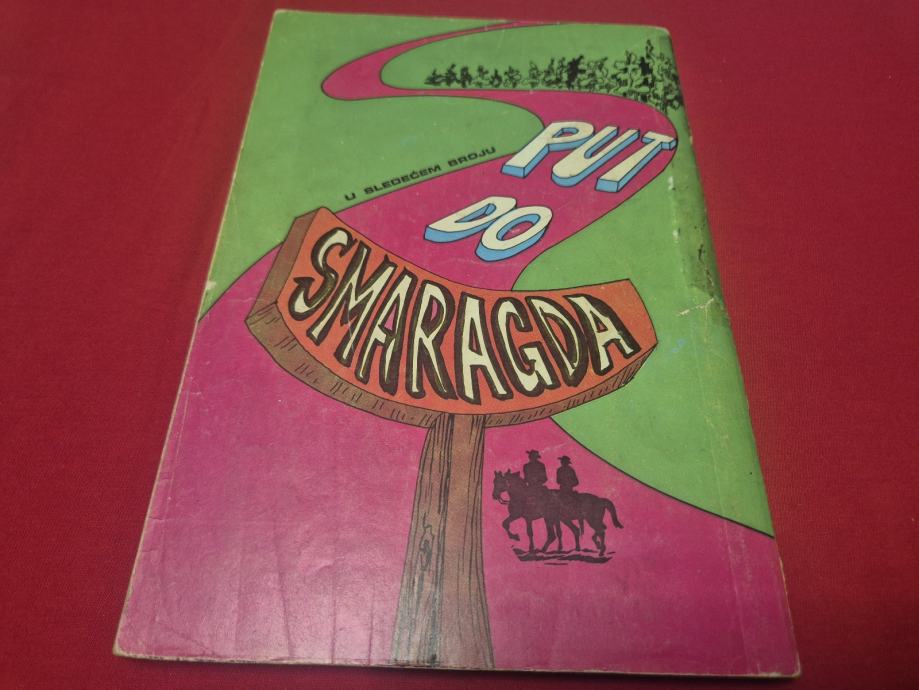 U SLEDEĆEM BROJU
PUT
DO
SMARAGDA